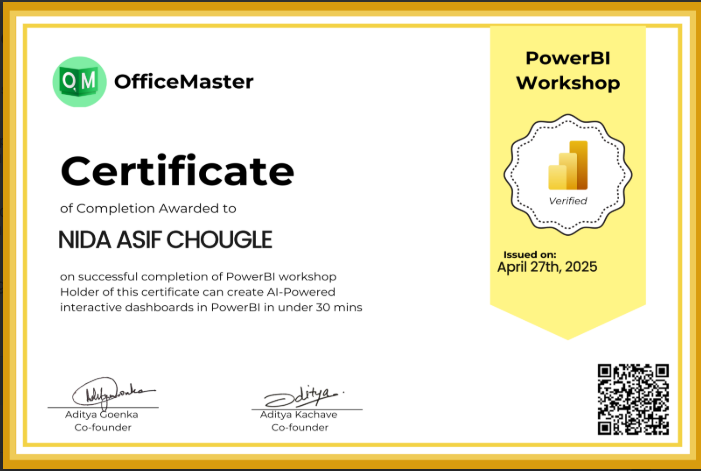 OfficeMaster
PowerBI
Workshop
Certificate
of Completion Awarded to
NIDA ASIF CHOUGLE
on successful completion of PowerBI workshop
Holder of this certificate can create AI-Powered
interactive dashboards in PowerBI in under 30 mins
Verified
Issued on:
April 27th, 2025
Aditya Goenka
Co-founder
Aditya
Aditya Kachave
Co-founder
QM